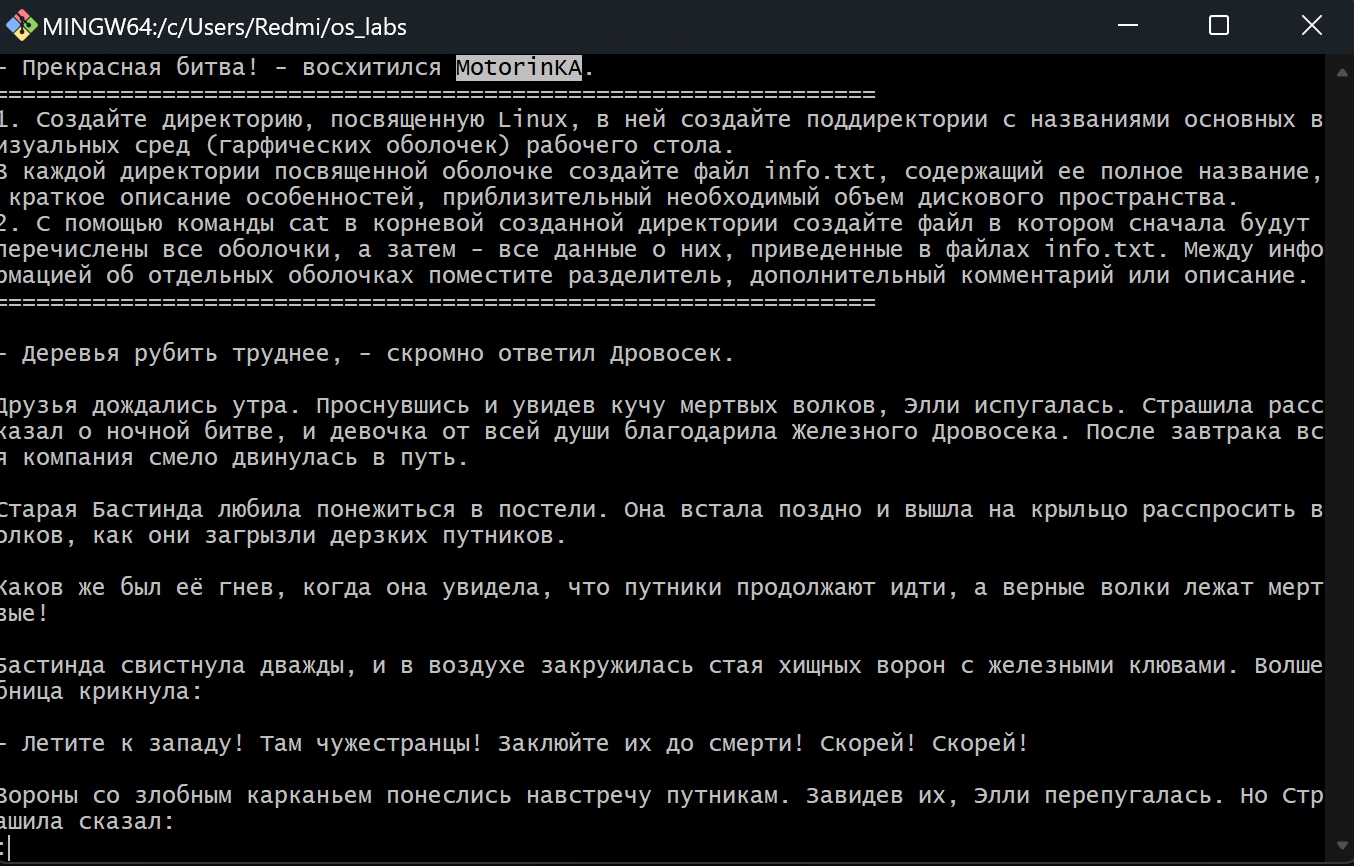 MINGW64:/c/Users/Redmi/os_labs
- Прекрасная битва! - восхитился MotorinKA.
===============================================================
1. Создайте директорию, посвященную Linux, в ней создайте поддиректории с названиями основных в
изуальных сред (гарфических оболочек) рабочего стола.
В каждой директории посвященной оболочке создайте файл info.txt, содержащий ее полное название,
краткое описание особенностей, приблизительный необходимый объем дискового пространства.
2. С помощью команды cat в корневой созданной директории создайте файл в котором сначала будут
перечислены все оболочки, а затем - все данные о них, приведенные в файлах info.txt. Между инфо
рмацией об отдельных оболочках поместите разделитель, дополнительный комментарий или описание.
===============================================================
- Деревья рубить труднее, - скромно ответил Дровосек.
Друзья дождались утра. Проснувшись и увидев кучу мертвых волков, Элли испугалась. Страшила расс
казал о ночной битве, и девочка от всей души благодарила Железного Дровосека. После завтрака вс
я компания смело двинулась в путь.
Старая Бастинда любила понежиться в постели. Она встала поздно и вышла на крыльцо расспросить в
олков, как они загрызли дерзких путников.
Каков же был её гнев, когда она увидела, что путники продолжают идти, а верные волки лежат мерт
вые!
Бастинда свистнула дважды, и в воздухе закружилась стая хищных ворон с железными клювами. Волше
бница крикнула:
- Летите к западу! Там чужестранцы! Заклюйте их до смерти! Скорей! Скорей!
Вороны со злобным карканьем понеслись навстречу путникам. Завидев их, Элли перепугалась. Но Стр
ашила сказал:
: